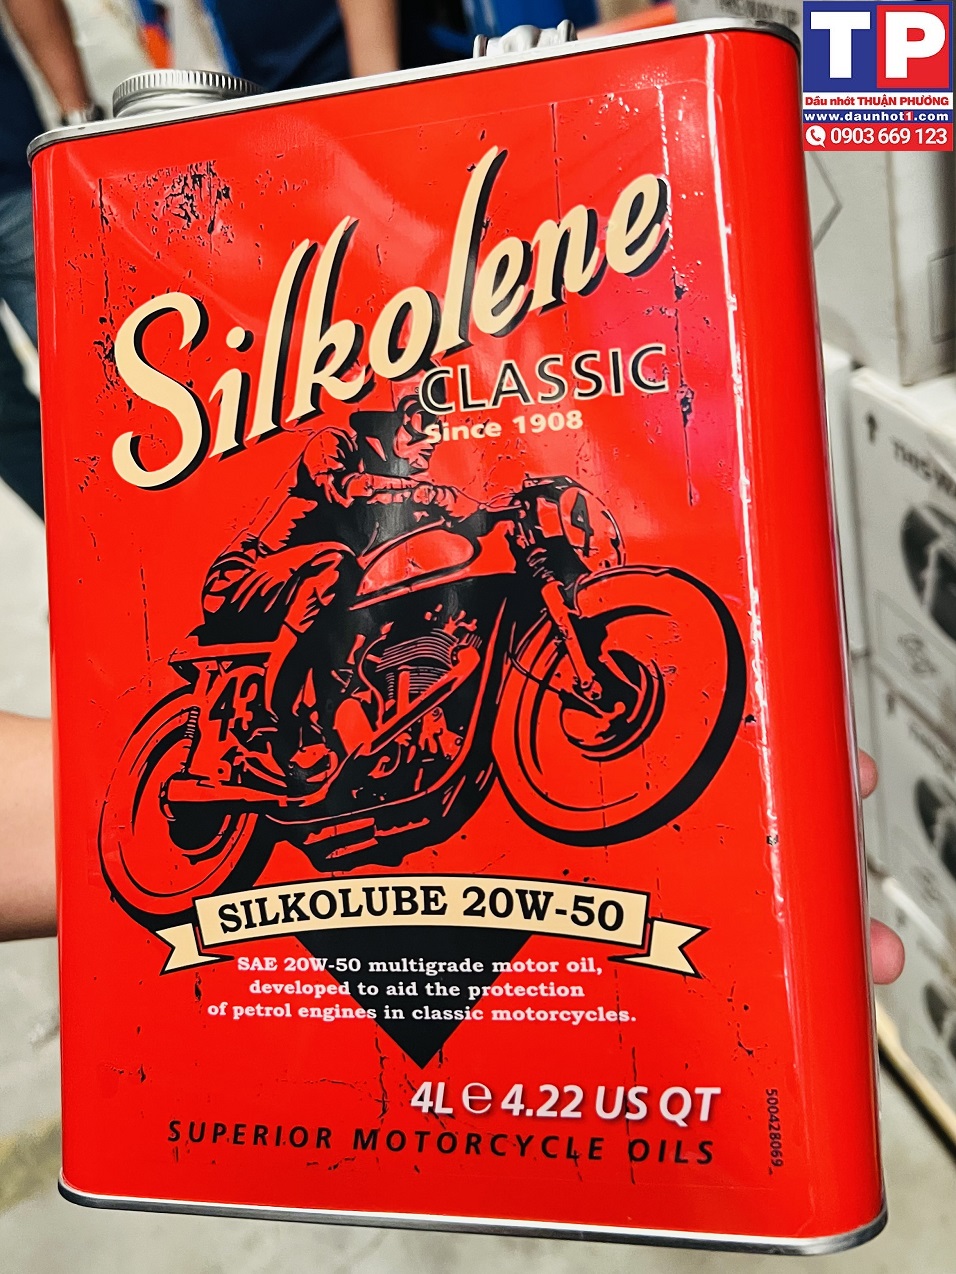 TP
Dầu nhớt THUẬN PHƯƠNG
www.daunhot1.com
0903 669 123
Silkolene
CLASSIC
Since 1908
4
43
SILKOLUBE 20W-50
SAE 20W-50 multigrade motor oil,
developed to aid the protection
of petrol engines in classic motorcycles.
4L ℮ 4.22 US QT
SUPERIOR MOTORCYCLE OILS
500428069